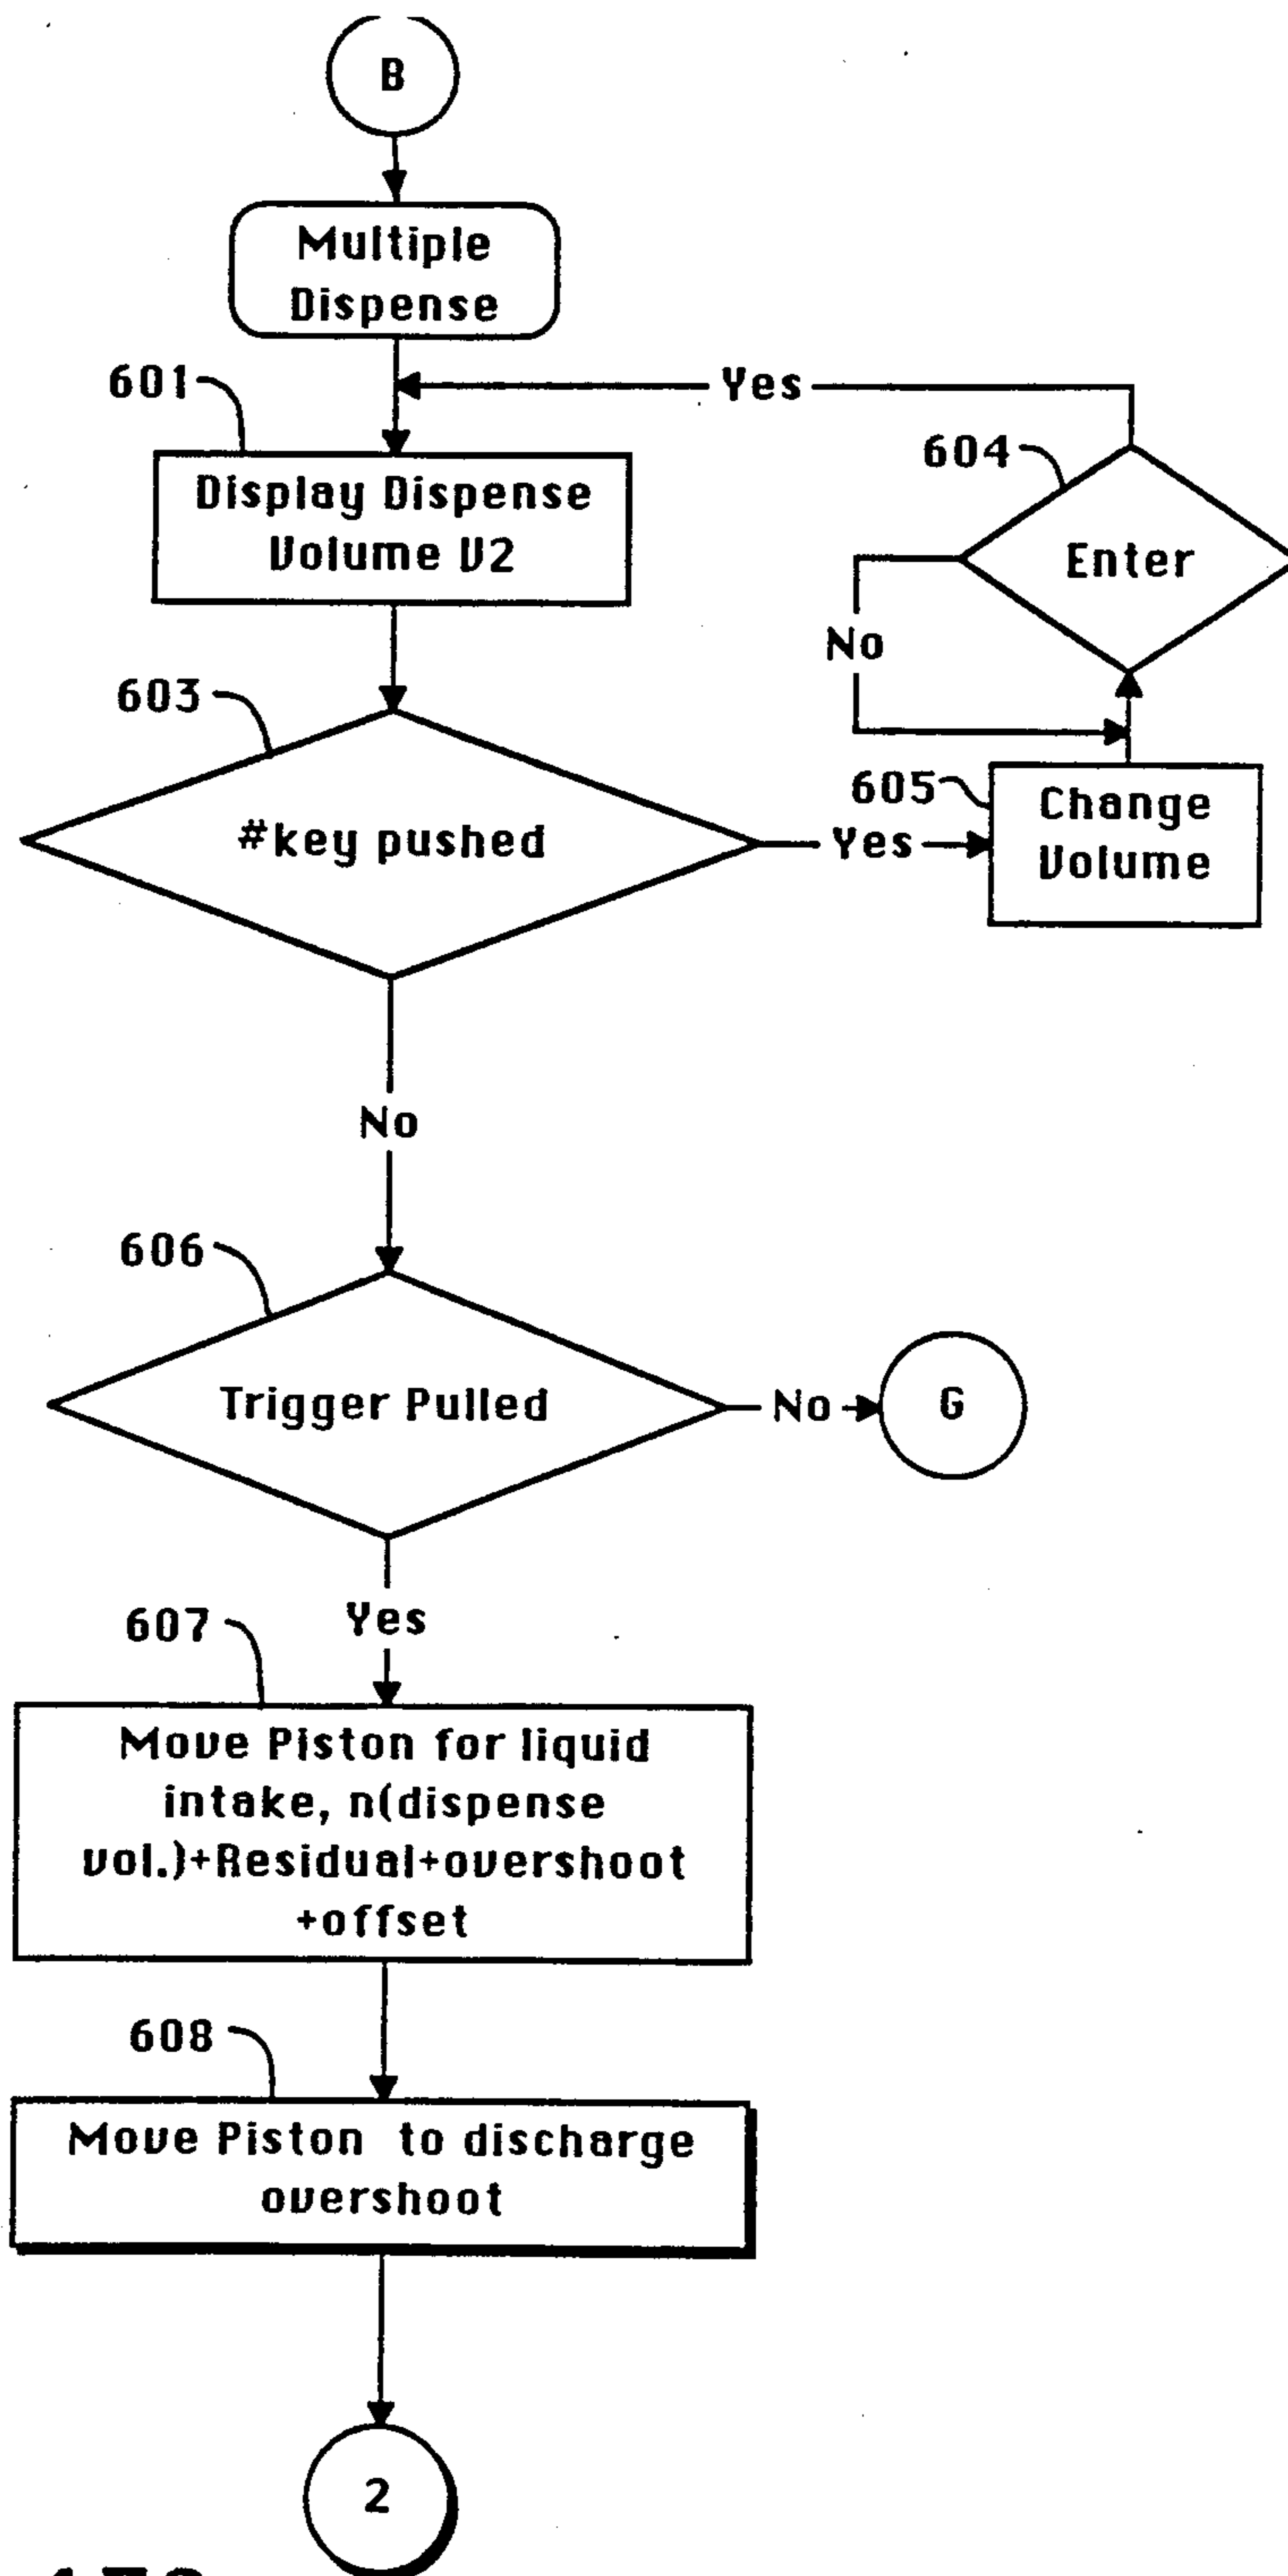 B
Multiple
Dispense
601
Yes
604
Display Dispense
Volume V2
Enter
No
603
605
Change
Volume
#key pushed
Yes
No
606
Trigger Pulled
No
G
607
Yes
Move Piston for liquid
intake, n(dispense
vol.)+Residual+overshoot
+offset
608
Move Piston to discharge
overshoot
2